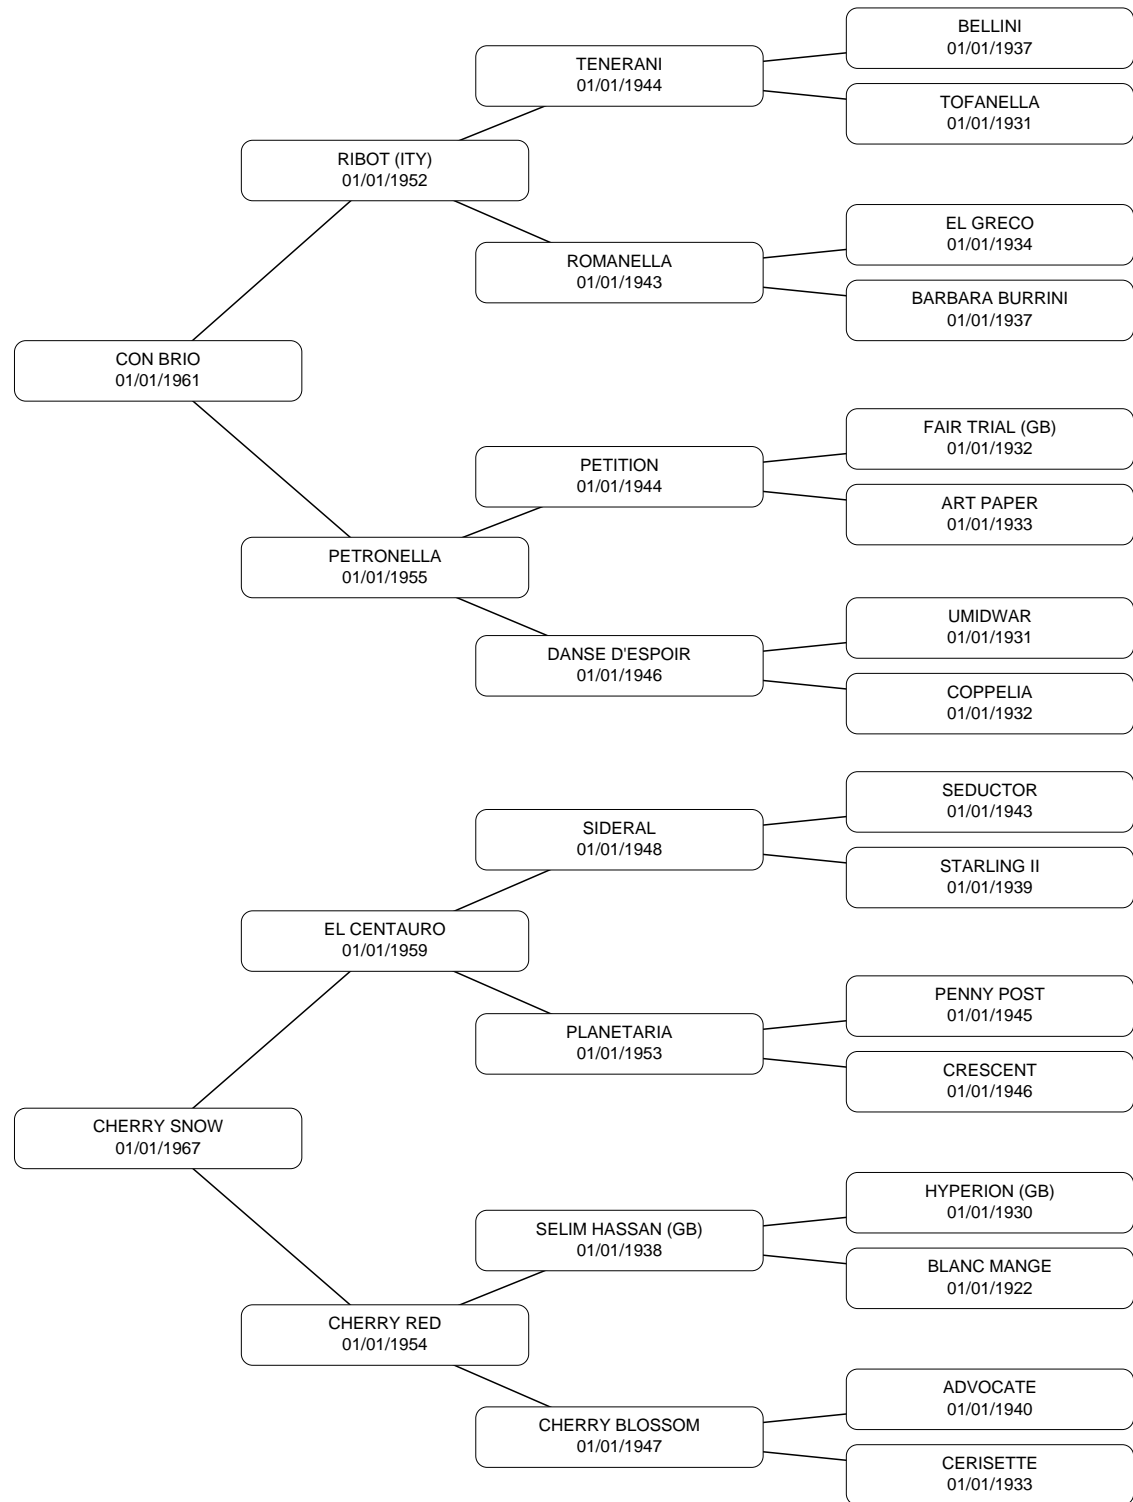 BELLINI
01/01/1937
TENERANI
01/01/1944
TOFANELLA
01/01/1931
RIBOT (ITY)
01/01/1952
EL GRECO
01/01/1934
ROMANELLA
01/01/1943
BARBARA BURRINI
01/01/1937
CON BRIO
01/01/1961
FAIR TRIAL (GB)
01/01/1932
PETITION
01/01/1944
ART PAPER
01/01/1933
PETRONELLA
01/01/1955
UMIDWAR
01/01/1931
DANSE D'ESPOIR
01/01/1946
COPPELIA
01/01/1932
SEDUCTOR
01/01/1943
SIDERAL
01/01/1948
STARLING II
01/01/1939
EL CENTAURO
01/01/1959
PENNY POST
01/01/1945
PLANETARIA
01/01/1953
CRESCENT
01/01/1946
CHERRY SNOW
01/01/1967
HYPERION (GB)
01/01/1930
SELIM HASSAN (GB)
01/01/1938
BLANC MANGE
01/01/1922
CHERRY RED
01/01/1954
ADVOCATE
01/01/1940
CHERRY BLOSSOM
01/01/1947
CERISETTE
01/01/1933